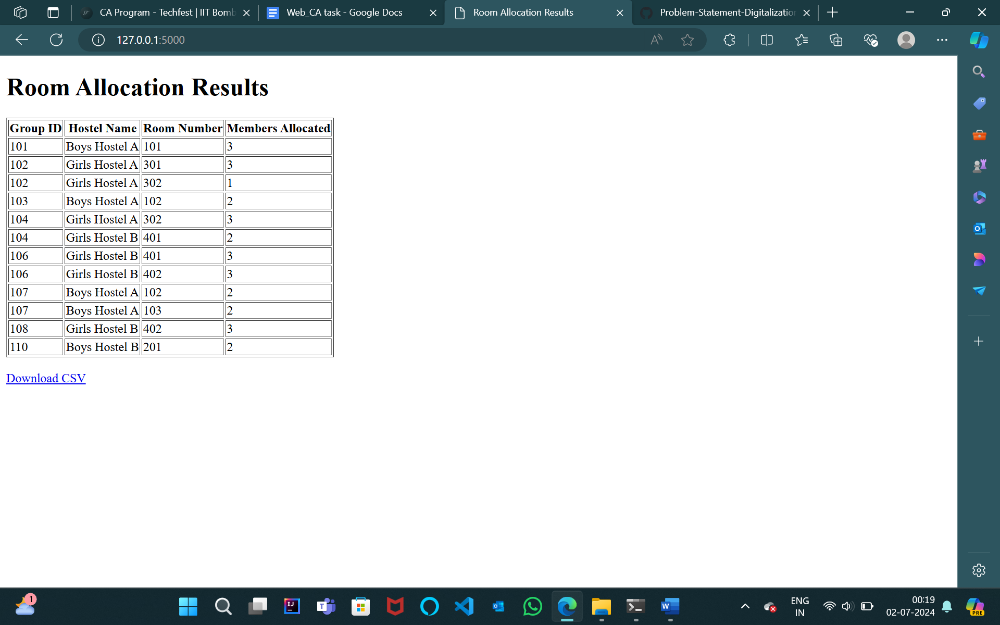 CA Program - Techfest | IIT Bomb
Web_CA task - Google Docs
Room Allocation Results
Problem-Statement-Digitalization
127.0.0.1:5000
Room Allocation Results
Group ID Hostel Name Room Number Members Allocated
101 Boys Hostel A 101 3
102 Girls Hostel A 301 3
102 Girls Hostel A 302 1
103 Boys Hostel A 102 2
104 Girls Hostel A 302 3
104 Girls Hostel B 401 2
106 Girls Hostel B 401 3
106 Girls Hostel B 402 3
107 Boys Hostel A 102 2
107 Boys Hostel A 103 2
108 Girls Hostel B 402 3
110 Boys Hostel B 201 2
Download CSV
1
ENG
IN
00:19
02-07-2024
PRE